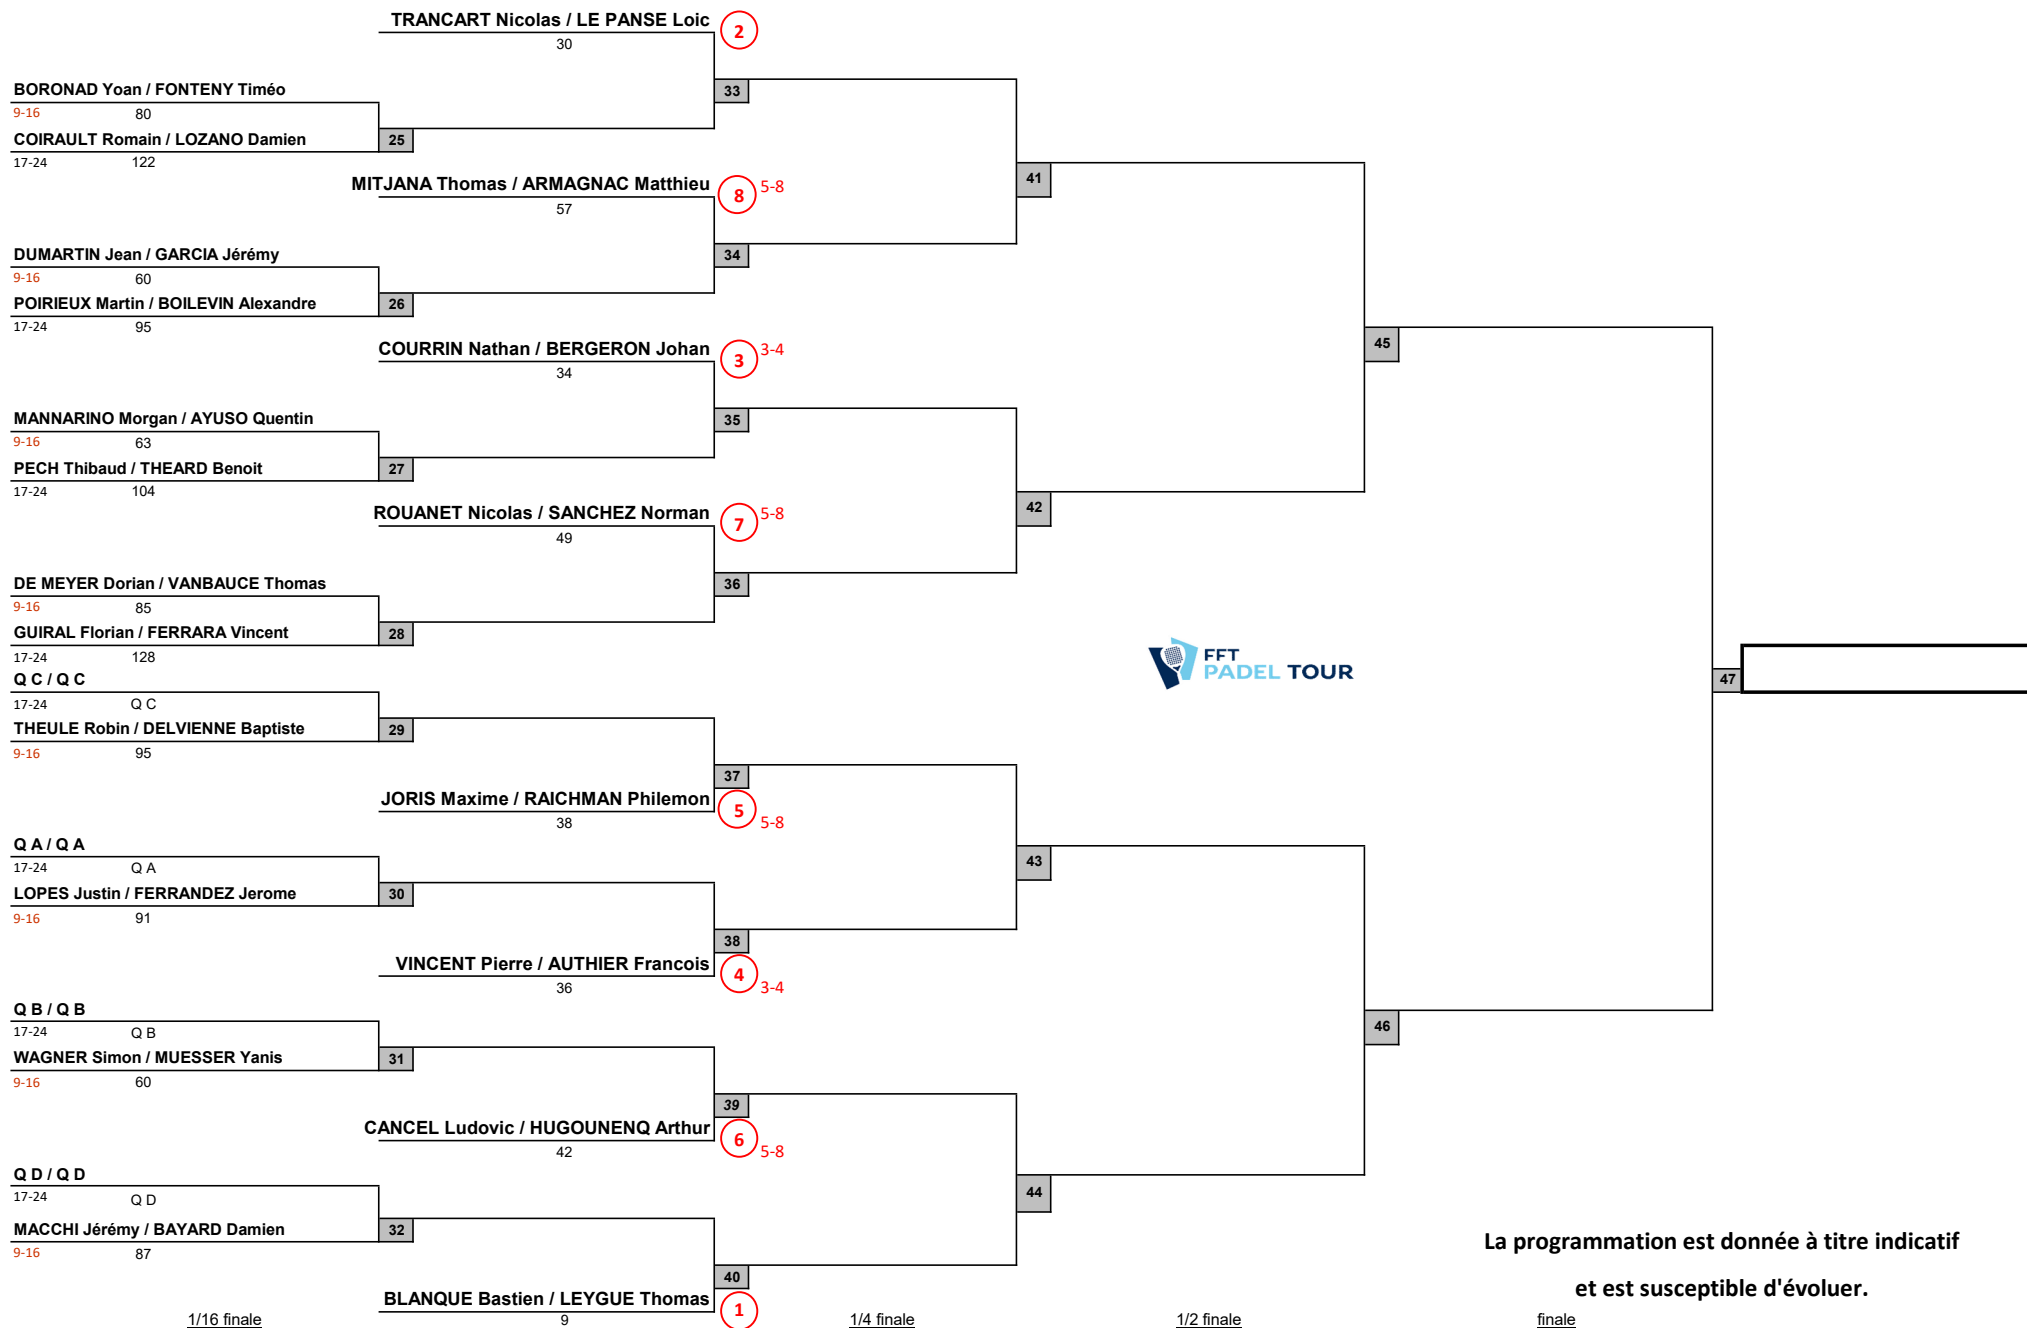 TRANCART Nicolas / LE PANSE Loic
2
30
BORONAD Yoan / FONTENY Timéo
33
9-16 80
COIRAULT Romain / LOZANO Damien
25
17-24 122
MITJANA Thomas / ARMAGNAC Matthieu
8 5-8
41
57
DUMARTIN Jean / GARCIA Jérémy
34
9-16 60
POIRIEUX Martin / BOILEVIN Alexandre
26
17-24 95
COURRIN Nathan / BERGERON Johan
3 3-4
45
34
MANNARINO Morgan / AYUSO Quentin
35
9-16 63
PECH Thibaud / THEARD Benoit
27
17-24 104
ROUANET Nicolas / SANCHEZ Norman
7 5-8
42
49
DE MEYER Dorian / VANBAUCE Thomas
36
9-16 85
GUIRAL Florian / FERRARA Vincent
28
17-24 128
FFT
PADEL TOUR
Q C / Q C
47
17-24 Q C
THEULE Robin / DELVIENNE Baptiste
29
9-16 95
37
JORIS Maxime / RAICHMAN Philemon
5 5-8
38
Q A / Q A
43
17-24 Q A
LOPES Justin / FERRANDEZ Jerome
30
9-16 91
38
VINCENT Pierre / AUTHIER Francois
4 3-4
36
Q B / Q B
46
17-24 Q B
WAGNER Simon / MUESSER Yanis
31
9-16 60
39
CANCEL Ludovic / HUGOUNENQ Arthur
6 5-8
42
Q D / Q D
44
17-24 Q D
MACCHI Jérémy / BAYARD Damien
32
9-16 87
La programmation est donnée à titre indicatif
et est susceptible d'évoluer.
40
BLANQUE Bastien / LEYGUE Thomas
1
9
1/16 finale 1/4 finale 1/2 finale finale